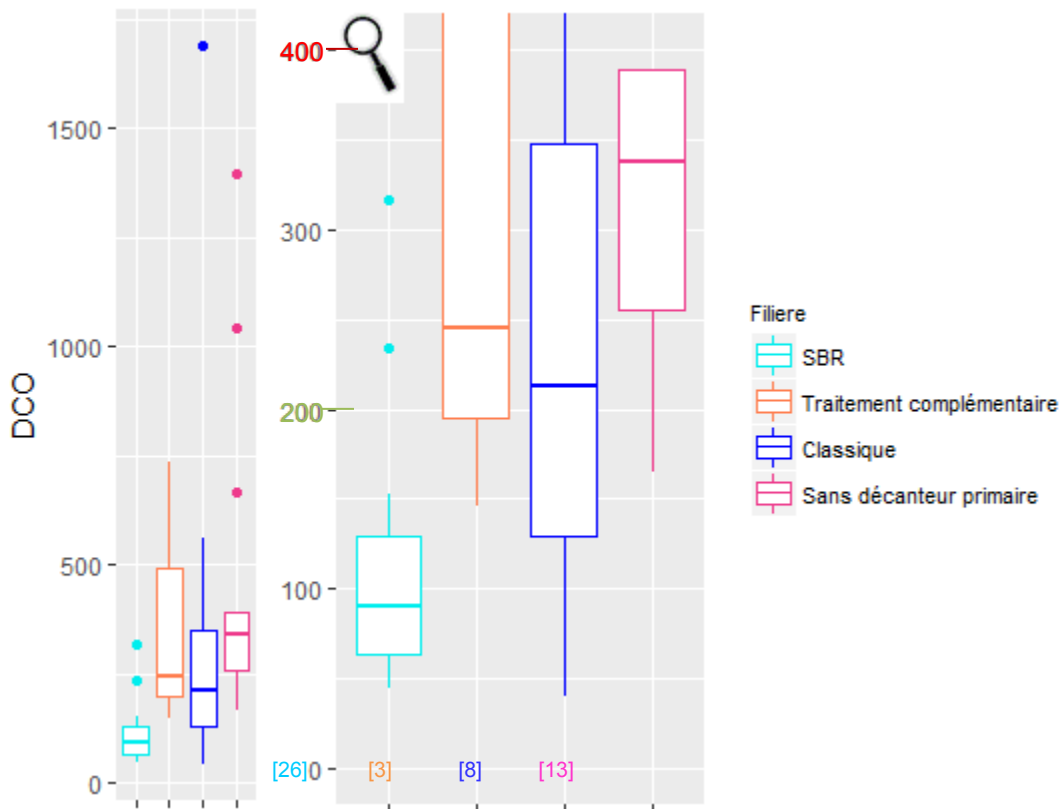 DCO
1500
1000
500
0
400
300
200
100
[26]0 [3] [8] [13]
Filiere
SBR
Traitement complémentaire
Classique
Sans décanteur primaire